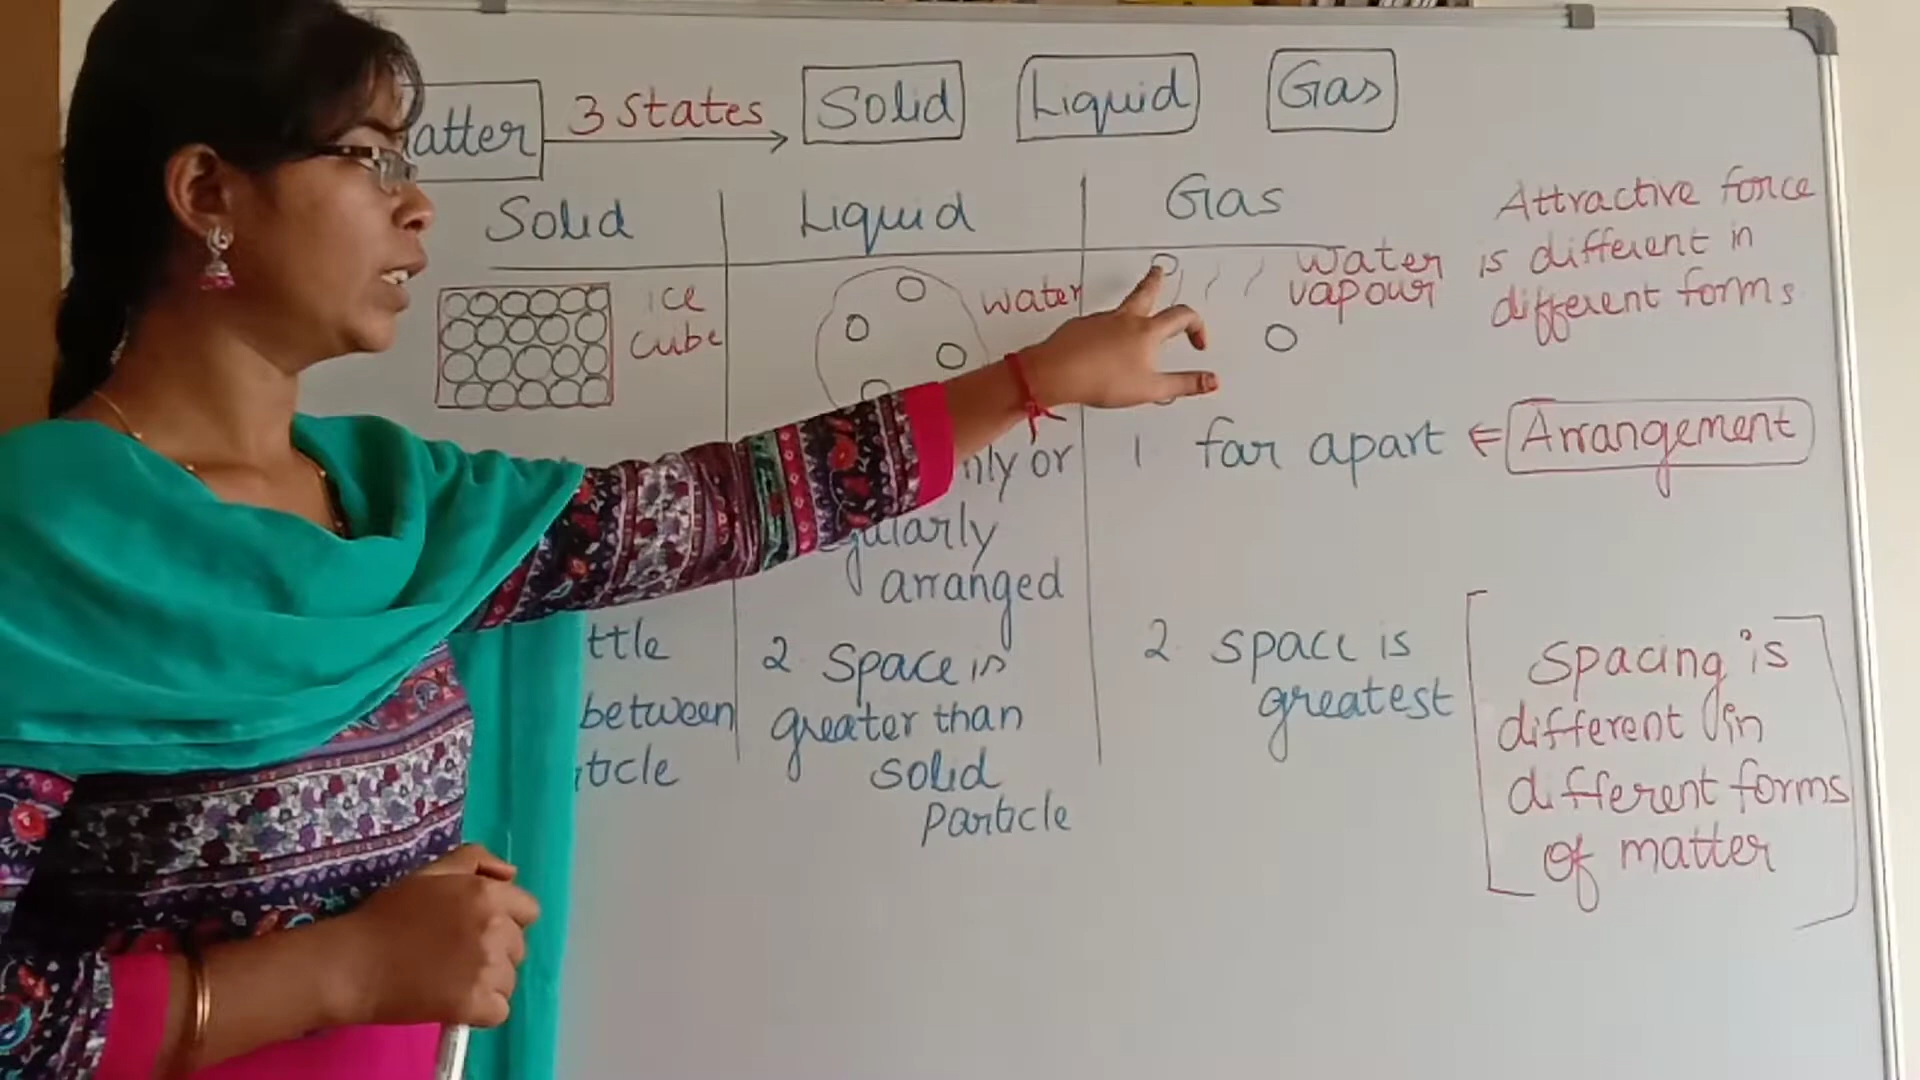 atter 3 States Solid Liquid Gas
Solid Liquid Gas
ice
cube
water
water
vapour
Attractive force
is different in
different forms
nly or
gularly
arranged
1 far apart ← Arrangement
ttle
between
ticle
2. Space is
greater than
solid
particle
2. Space is
greatest
Spacing is
different in
different forms
of matter